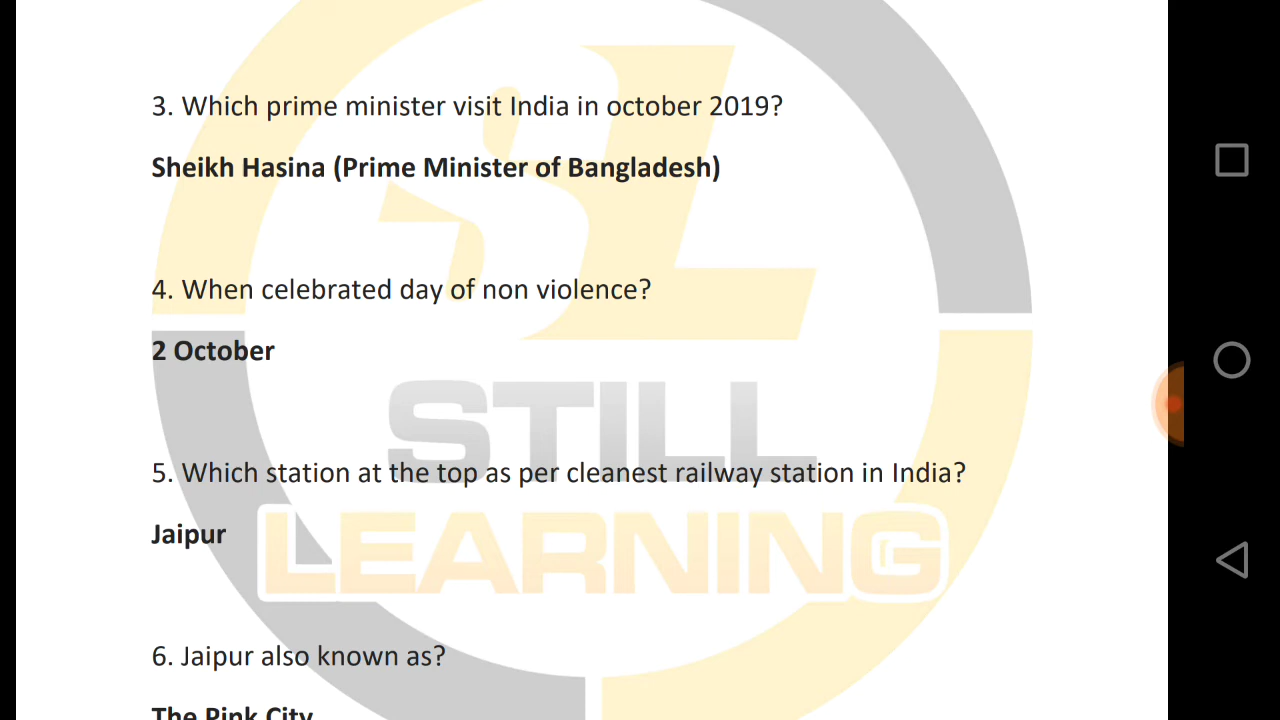 3. Which prime minister visit India in october 2019?
Sheikh Hasina (Prime Minister of Bangladesh)
4. When celebrated day of non violence?
2 October
5. Which station at the top as per cleanest railway station in India?
Jaipur
6. Jaipur also known as?
The Pink City
SL
STILL
LEARNING